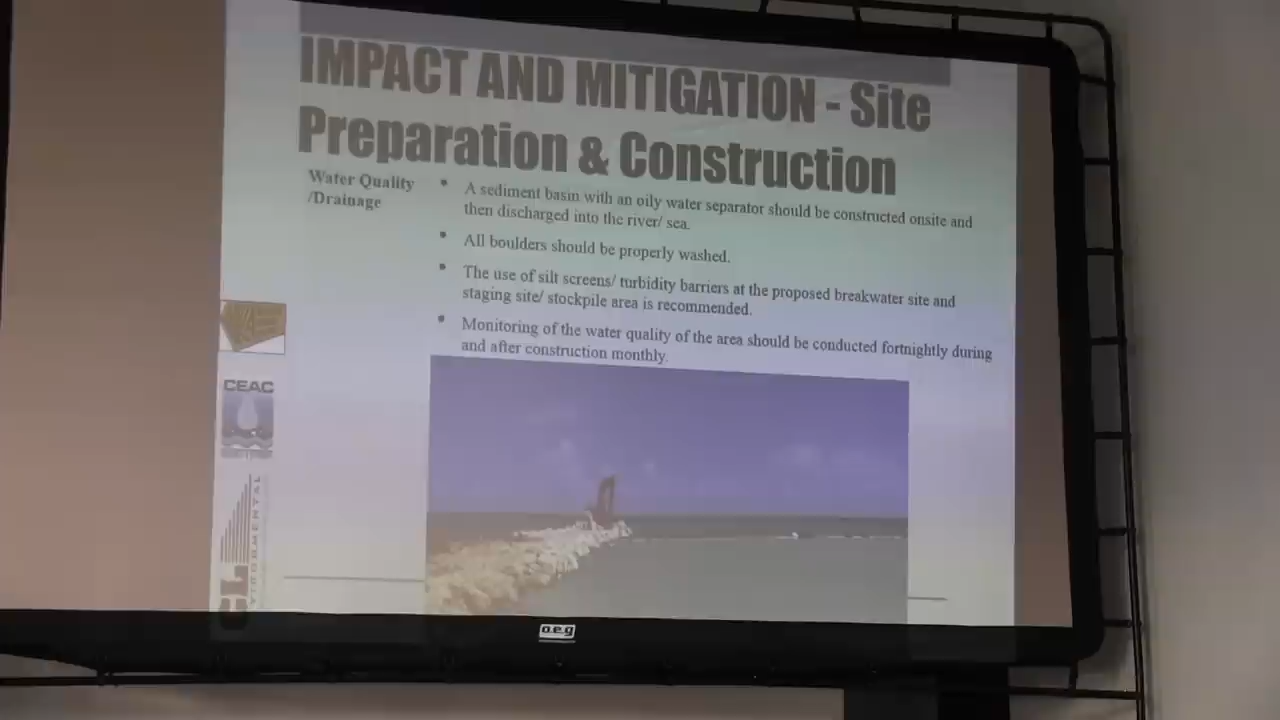 IMPACT AND MITIGATION - Site
Preparation & Construction
Water Quality
/Drainage
• A sediment basin with an oily water separator should be constructed onsite and
then discharged into the river/ sea.
• All boulders should be properly washed.
• The use of silt screens/ turbidity barriers at the proposed breakwater site and
staging site/ stockpile area is recommended.
• Monitoring of the water quality of the area should be conducted fortnightly during
and after construction monthly.
CEAC
CL
oeg